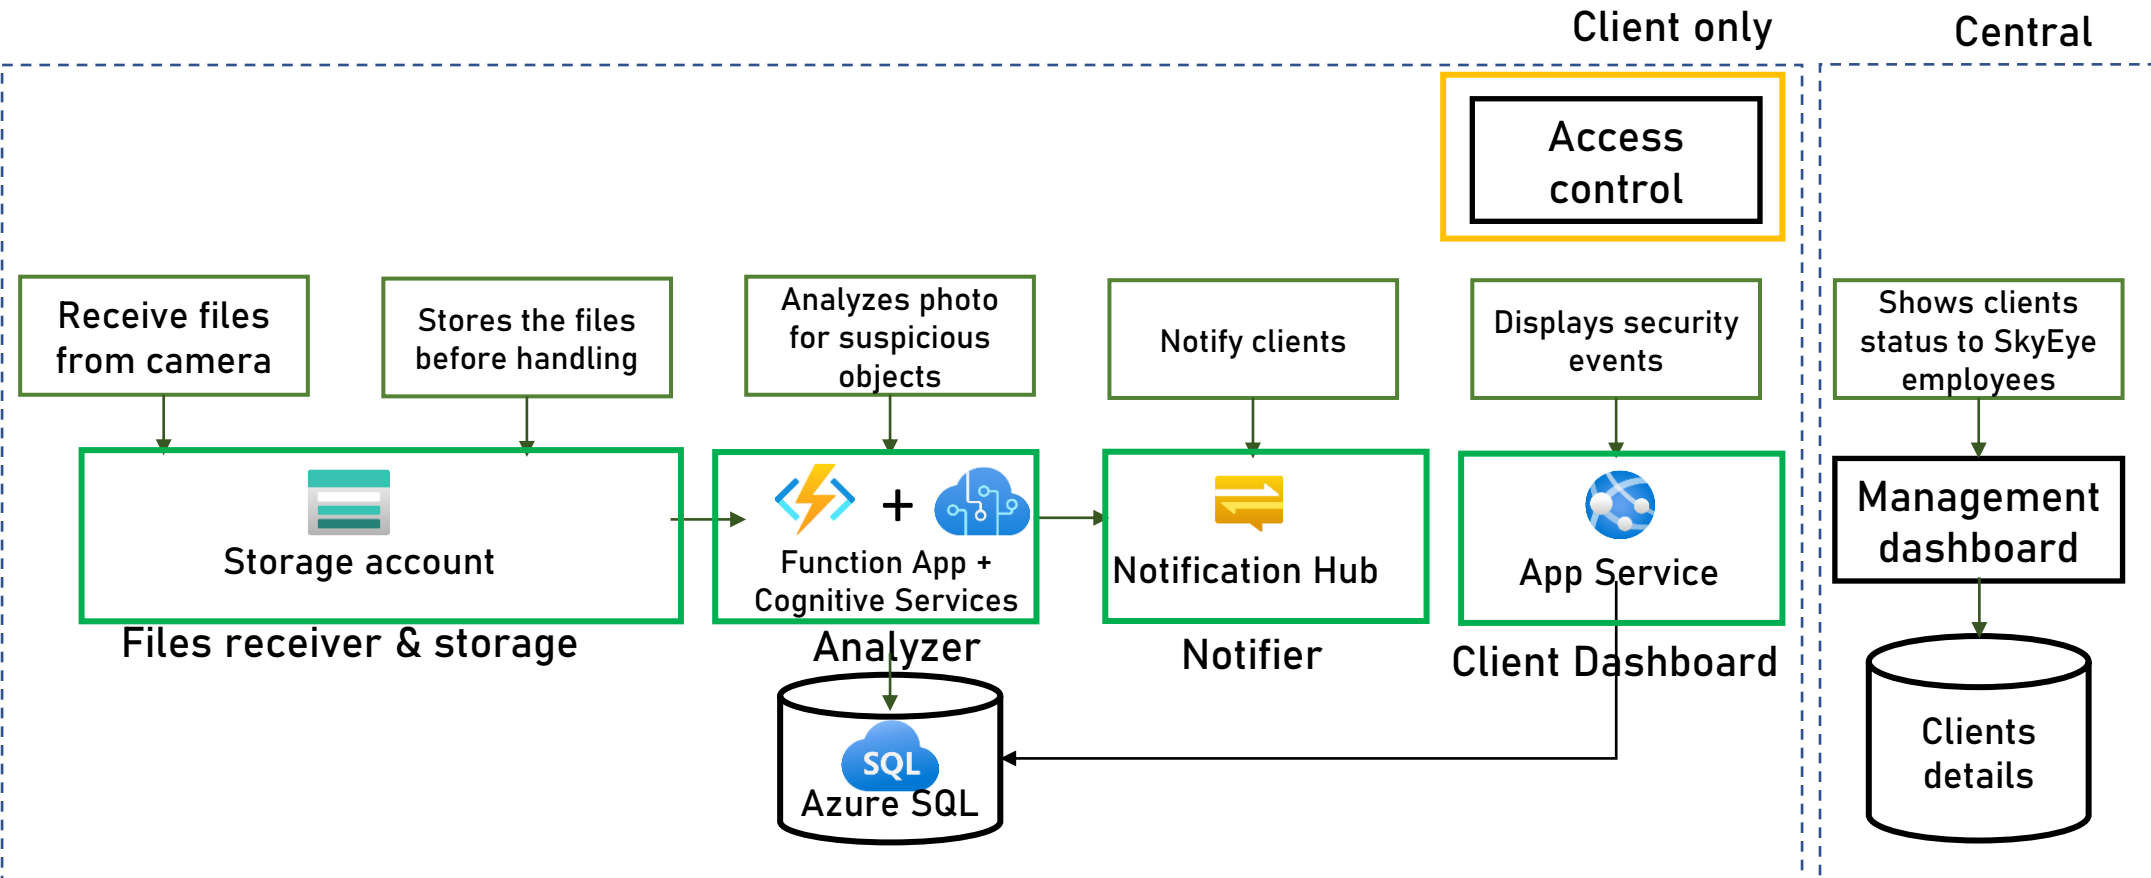 Client only
Central
Access
control
Receive files
from camera
Stores the files
before handling
Analyzes photo
for suspicious
objects
Notify clients
Displays security
events
Shows clients
status to SkyEye
employees
Storage account
Files receiver & storage
+
Function App +
Cognitive Services
Analyzer
Notification Hub
Notifier
App Service
Client Dashboard
Management
dashboard
SQL
Azure SQL
Clients
details